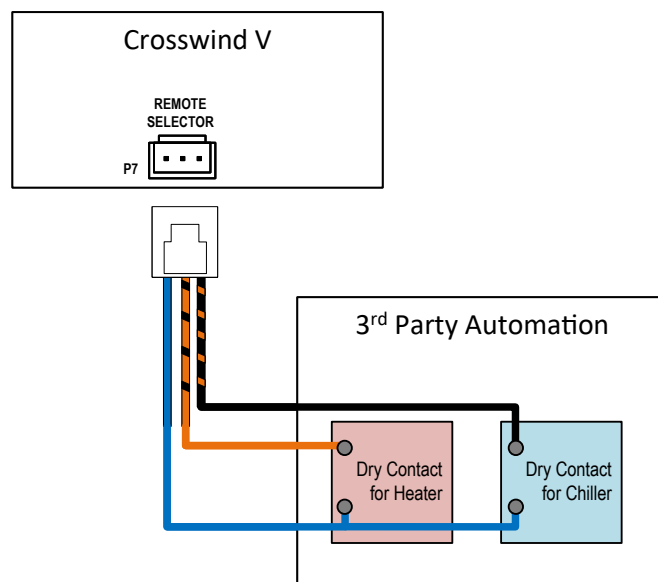 Crosswind V
REMOTE
SELECTOR
P7
3rd Party Automation
Dry Contact
for Heater
Dry Contact
for Chiller